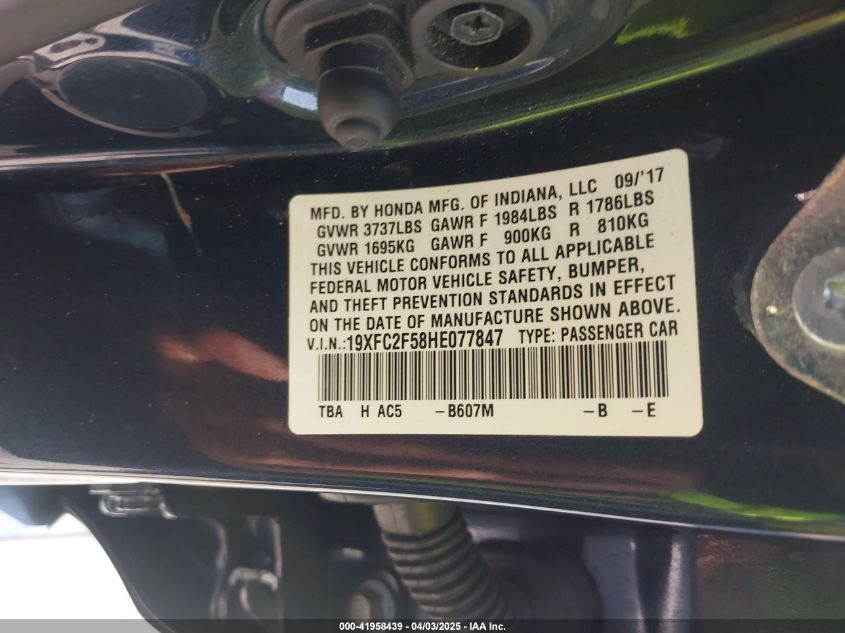 MFD. BY HONDA MFG. OF INDIANA, LLC 09/'17
GVWR 3737LBS GAWR F 1984LBS R 1786LBS
GVWR 1695KG GAWR F 900KG R 810KG
THIS VEHICLE CONFORMS TO ALL APPLICABLE
FEDERAL MOTOR VEHICLE SAFETY, BUMPER,
AND THEFT PREVENTION STANDARDS IN EFFECT
ON THE DATE OF MANUFACTURE SHOWN ABOVE.
V.I.N.:19XFC2F58HE077847 TYPE: PASSENGER CAR
TBA H AC5 -B607M -B -E
000-41958439 - 04/03/2025 - IAA Inc.